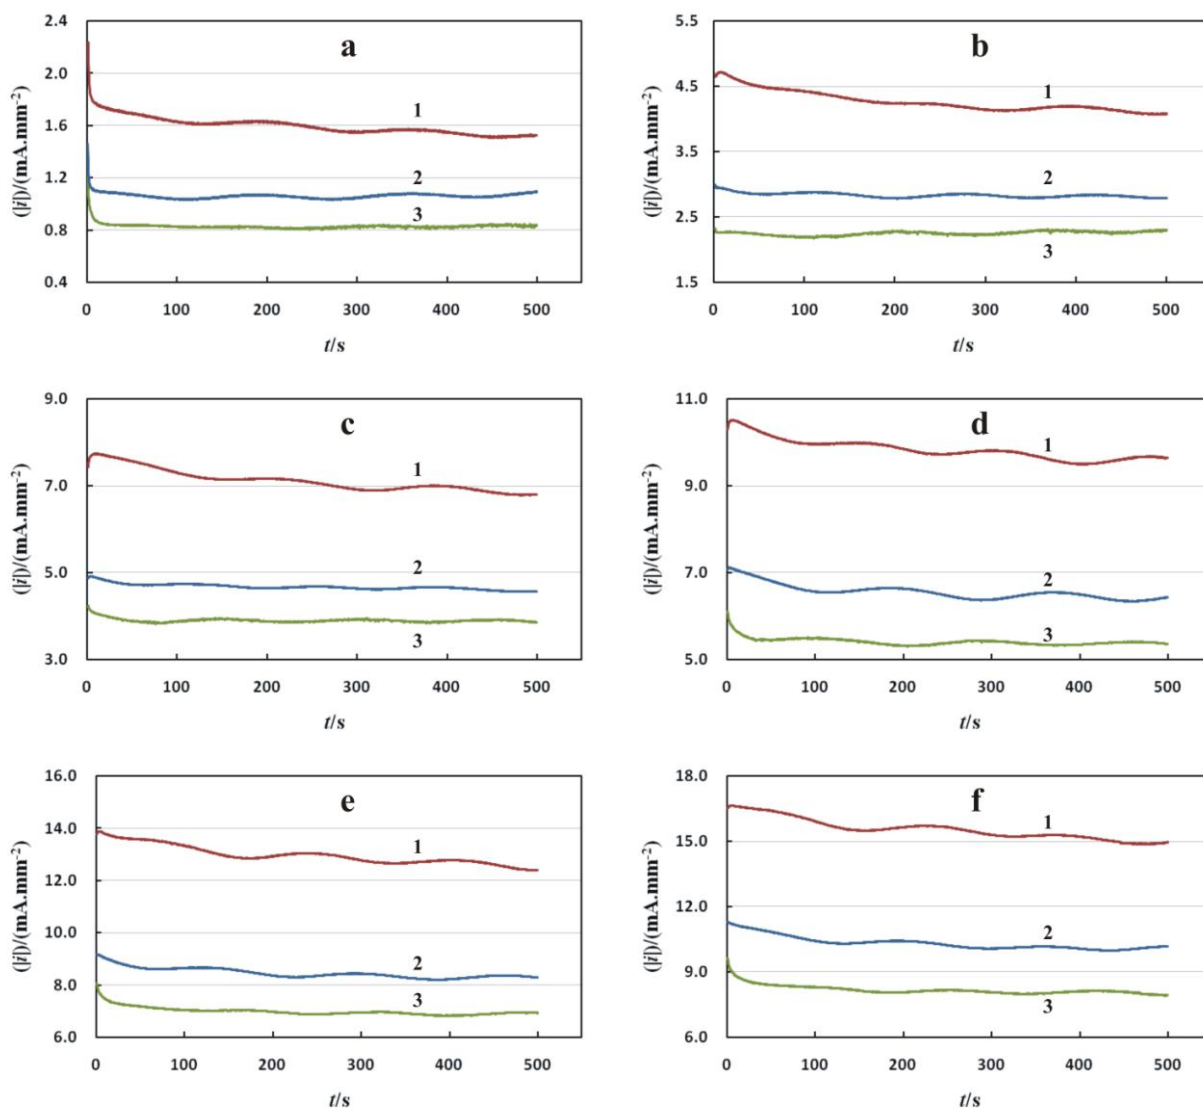 a
(|i|)/(mA.mm⁻²)
2.4
2.0
1.6
1.2
0.8
0.4
1
2
3
0 100 200 300 400 500
t/s
b
(|i|)/(mA.mm⁻²)
5.5
4.5
3.5
2.5
1.5
1
2
3
0 100 200 300 400 500
t/s
c
(|i|)/(mA.mm⁻²)
9.0
7.0
5.0
3.0
1
2
3
0 100 200 300 400 500
t/s
d
(|i|)/(mA.mm⁻²)
11.0
9.0
7.0
5.0
1
2
3
0 100 200 300 400 500
t/s
e
(|i|)/(mA.mm⁻²)
16.0
14.0
12.0
10.0
8.0
6.0
1
2
3
0 100 200 300 400 500
t/s
f
(|i|)/(mA.mm⁻²)
18.0
15.0
12.0
9.0
6.0
1
2
3
0 100 200 300 400 500
t/s